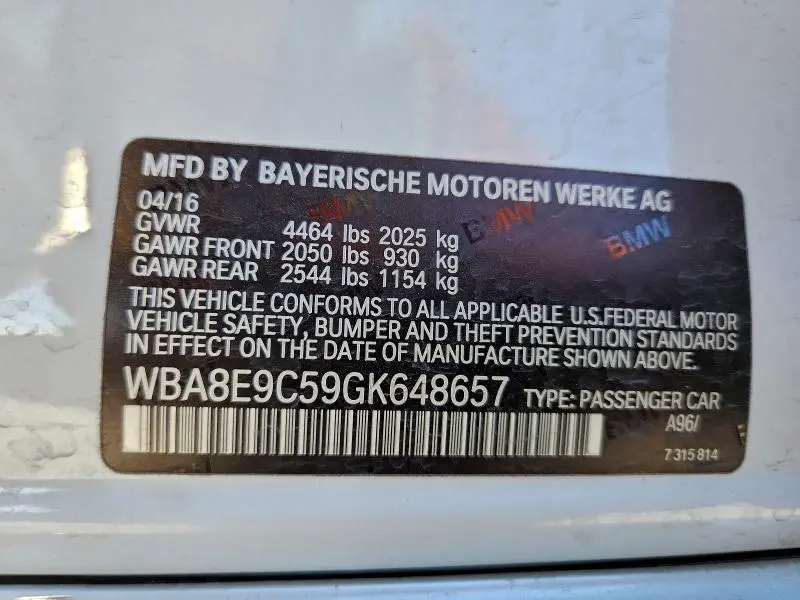 MFD BY BAYERISCHE MOTOREN WERKE AG
04/16
GVWR 4464 lbs 2025 kg
GAWR FRONT 2050 lbs 930 kg
GAWR REAR 2544 lbs 1154 kg
BMW BMW BMW
THIS VEHICLE CONFORMS TO ALL APPLICABLE U.S.FEDERAL MOTOR
VEHICLE SAFETY, BUMPER AND THEFT PREVENTION STANDARDS
IN EFFECT ON THE DATE OF MANUFACTURE SHOWN ABOVE.
WBA8E9C59GK648657 TYPE: PASSENGER CAR
A96/
7 315 814